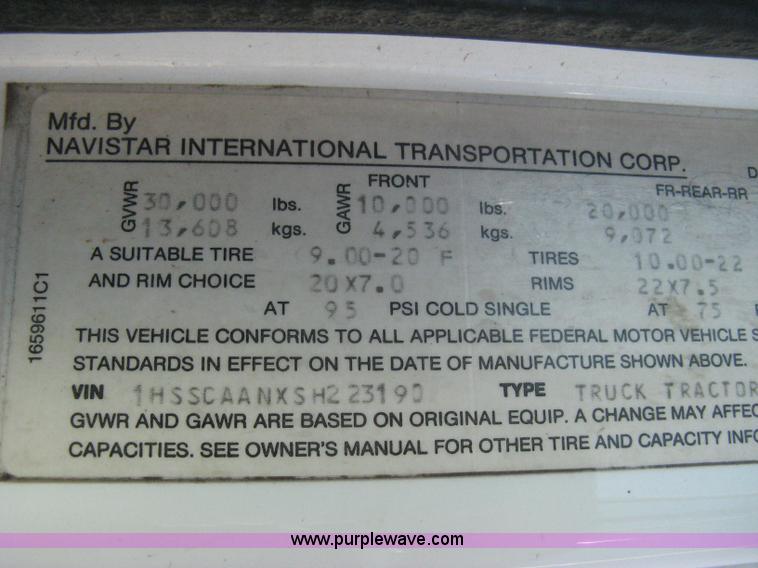 Mfd. By
NAVISTAR INTERNATIONAL TRANSPORTATION CORP.
D
FRONT FR-REAR-RR
GVWR 30,000 lbs. GAWR 10,000 lbs. 20,000
13,608 kgs. 4,536 kgs. 9,072
A SUITABLE TIRE 9.00-20 F TIRES 10.00-22
AND RIM CHOICE 20X7.0 RIMS 22X7.5
AT 95 PSI COLD SINGLE AT 75 P
THIS VEHICLE CONFORMS TO ALL APPLICABLE FEDERAL MOTOR VEHICLE S
STANDARDS IN EFFECT ON THE DATE OF MANUFACTURE SHOWN ABOVE.
VIN 1HSSCAANXSH223190 TYPE TRUCK TRACTOR
GVWR AND GAWR ARE BASED ON ORIGINAL EQUIP. A CHANGE MAY AFFEC
CAPACITIES. SEE OWNER'S MANUAL FOR OTHER TIRE AND CAPACITY INFO
1659611C1
www.purplewave.com